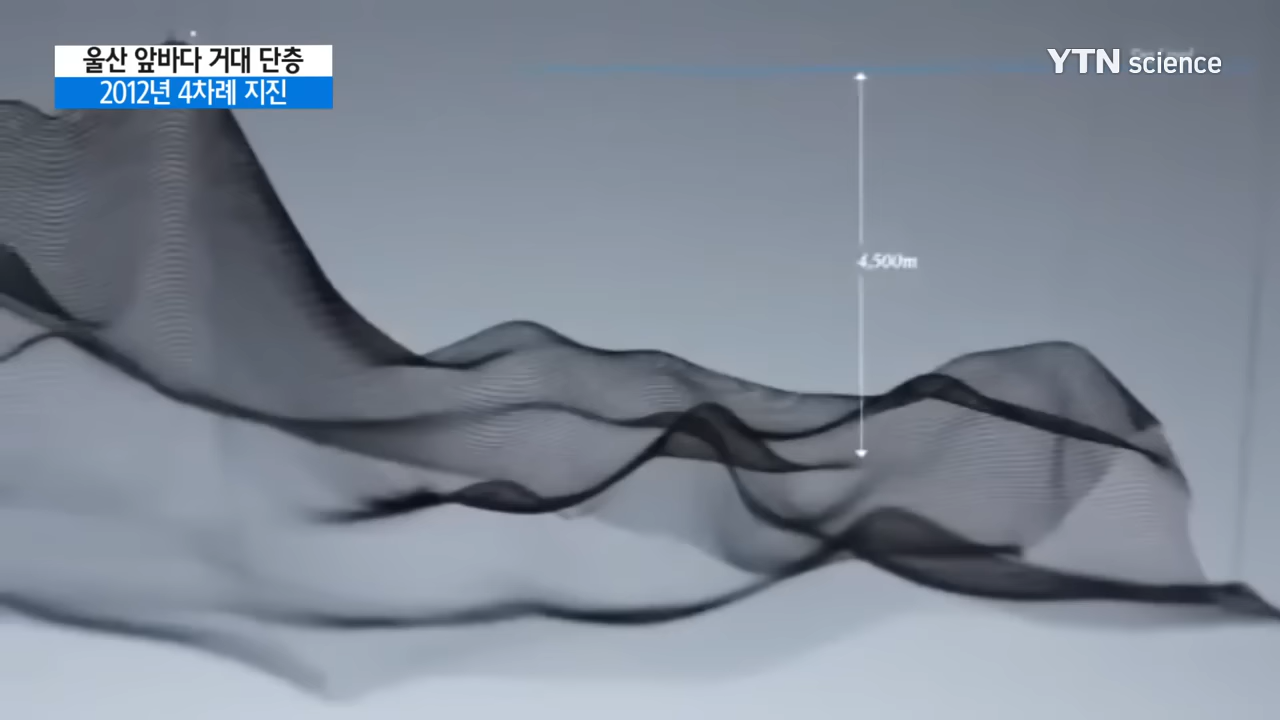 울산 앞바다 거대 단층
2012년 4차례 지진
YTN science
4,500m